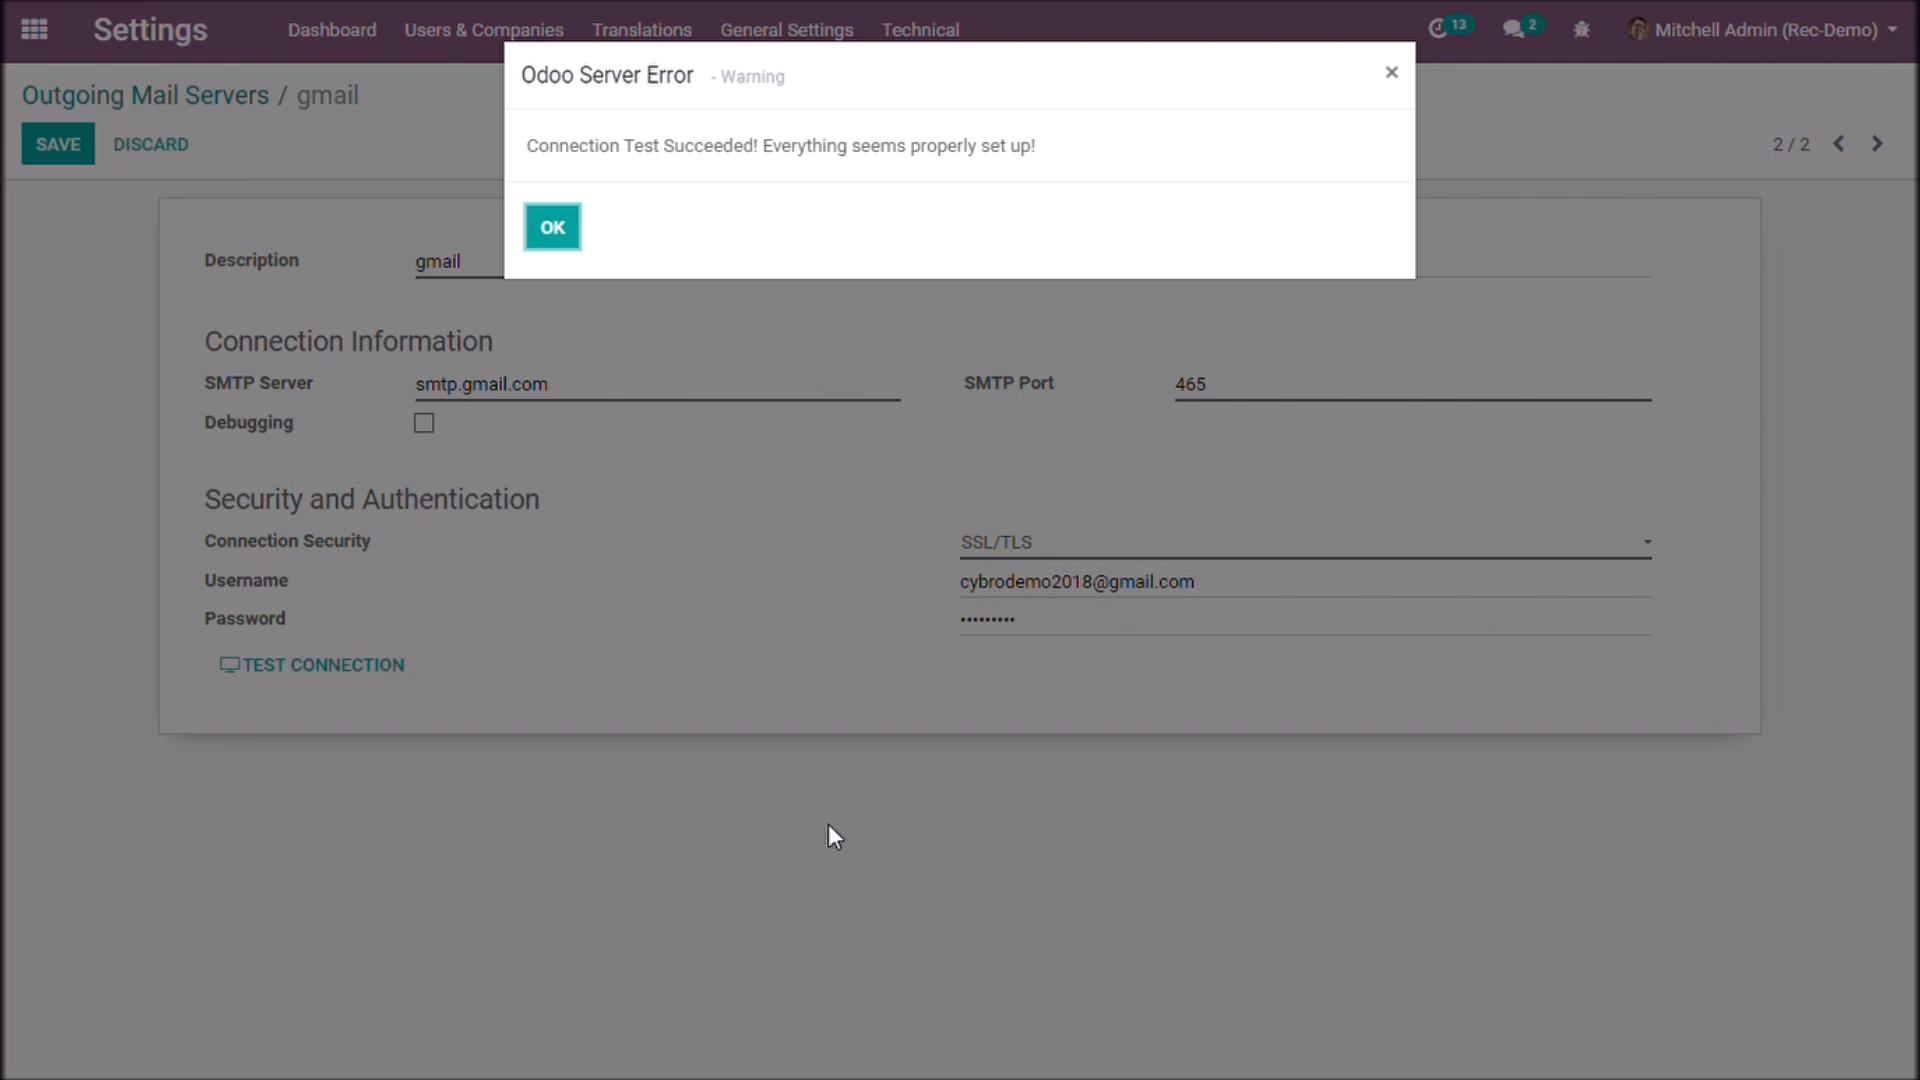 Settings Dashboard Users & Companies Translations General Settings Technical 13 2 Mitchell Admin (Rec-Demo)
Odoo Server Error - Warning ×
Outgoing Mail Servers / gmail
SAVE DISCARD
2 / 2
Connection Test Succeeded! Everything seems properly set up!
OK
Description gmail
Connection Information
SMTP Server smtp.gmail.com SMTP Port 465
Debugging
Security and Authentication
Connection Security SSL/TLS
Username cybrodemo2018@gmail.com
Password •••••••••
TEST CONNECTION